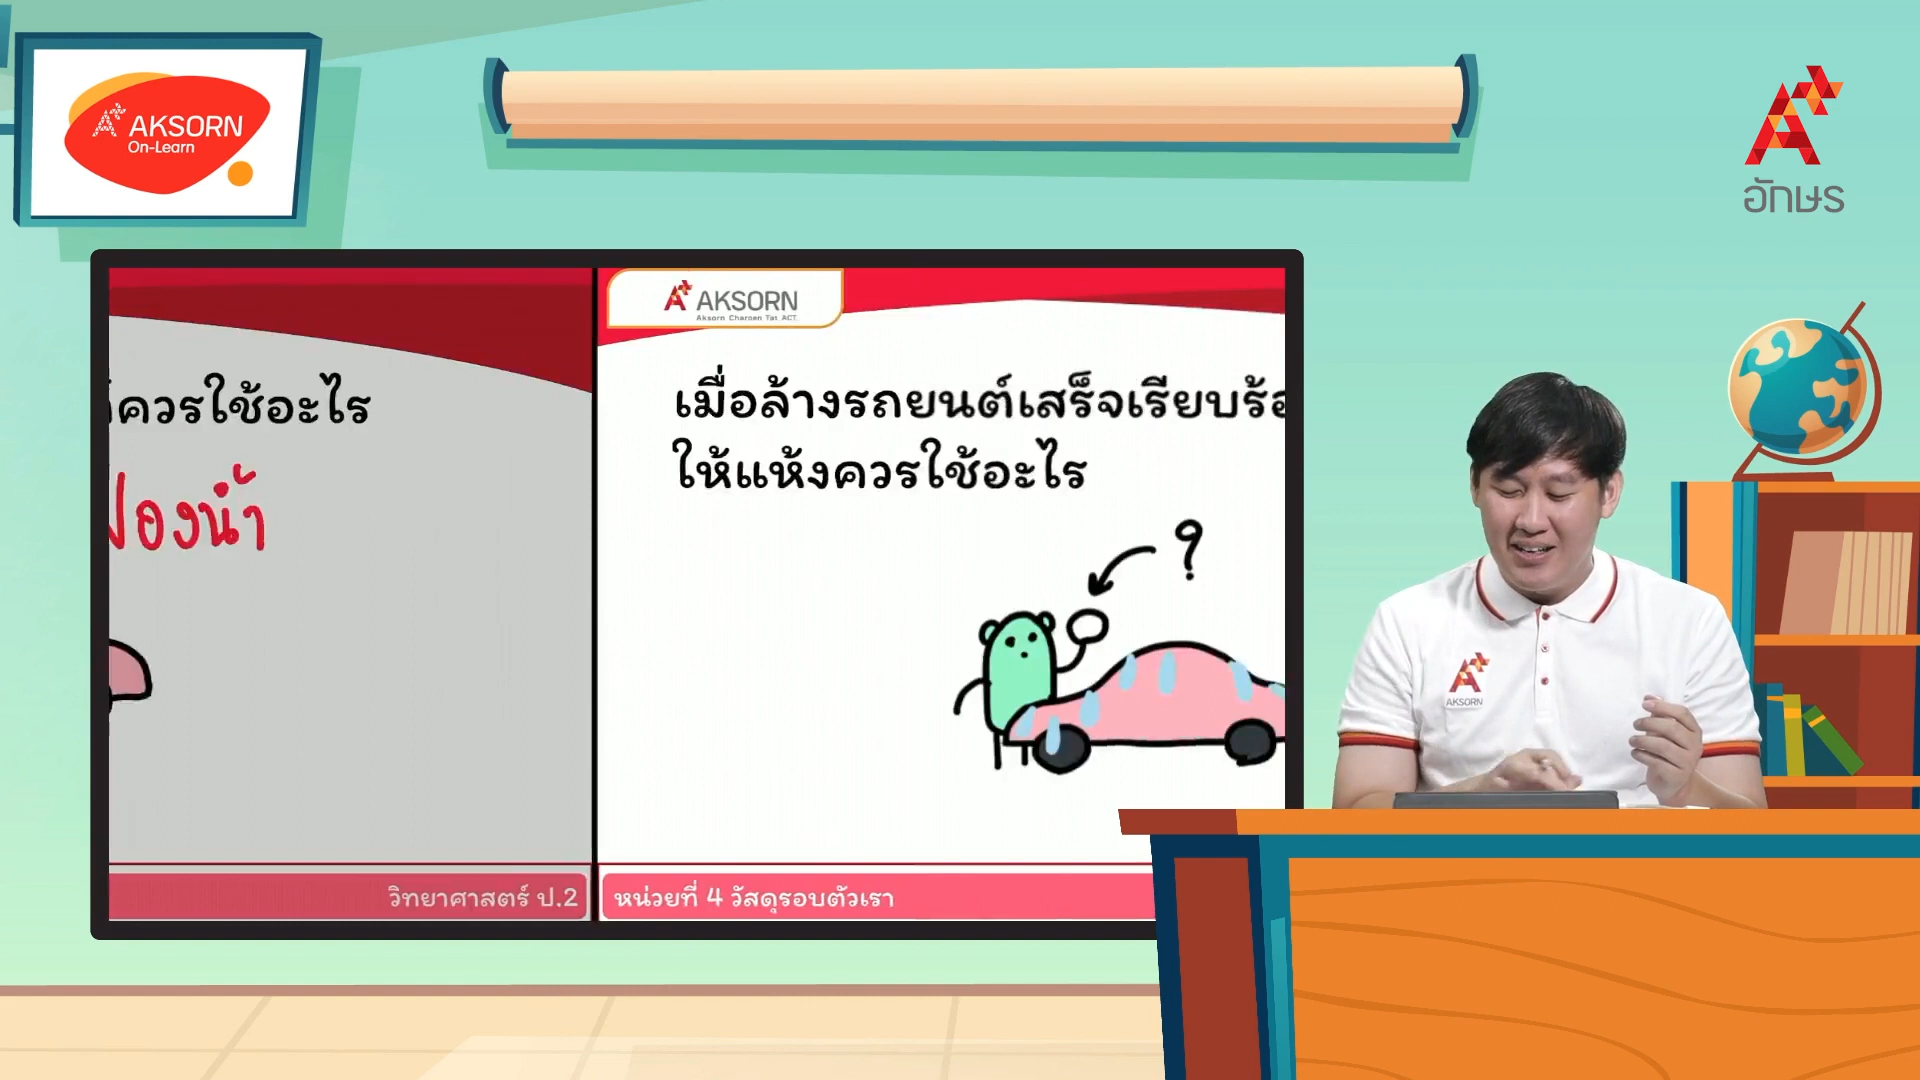 AKSORN
On-Learn
อักษร
ควรใช้อะไร
ฟองน้ำ
วิทยาศาสตร์ ป.2
AKSORN
Aksorn Charoen Tat ACT.
เมื่อล้างรถยนต์เสร็จเรียบร้อ
ให้แห้งควรใช้อะไร
?
หน่วยที่ 4 วัสดุรอบตัวเรา
AKSORN